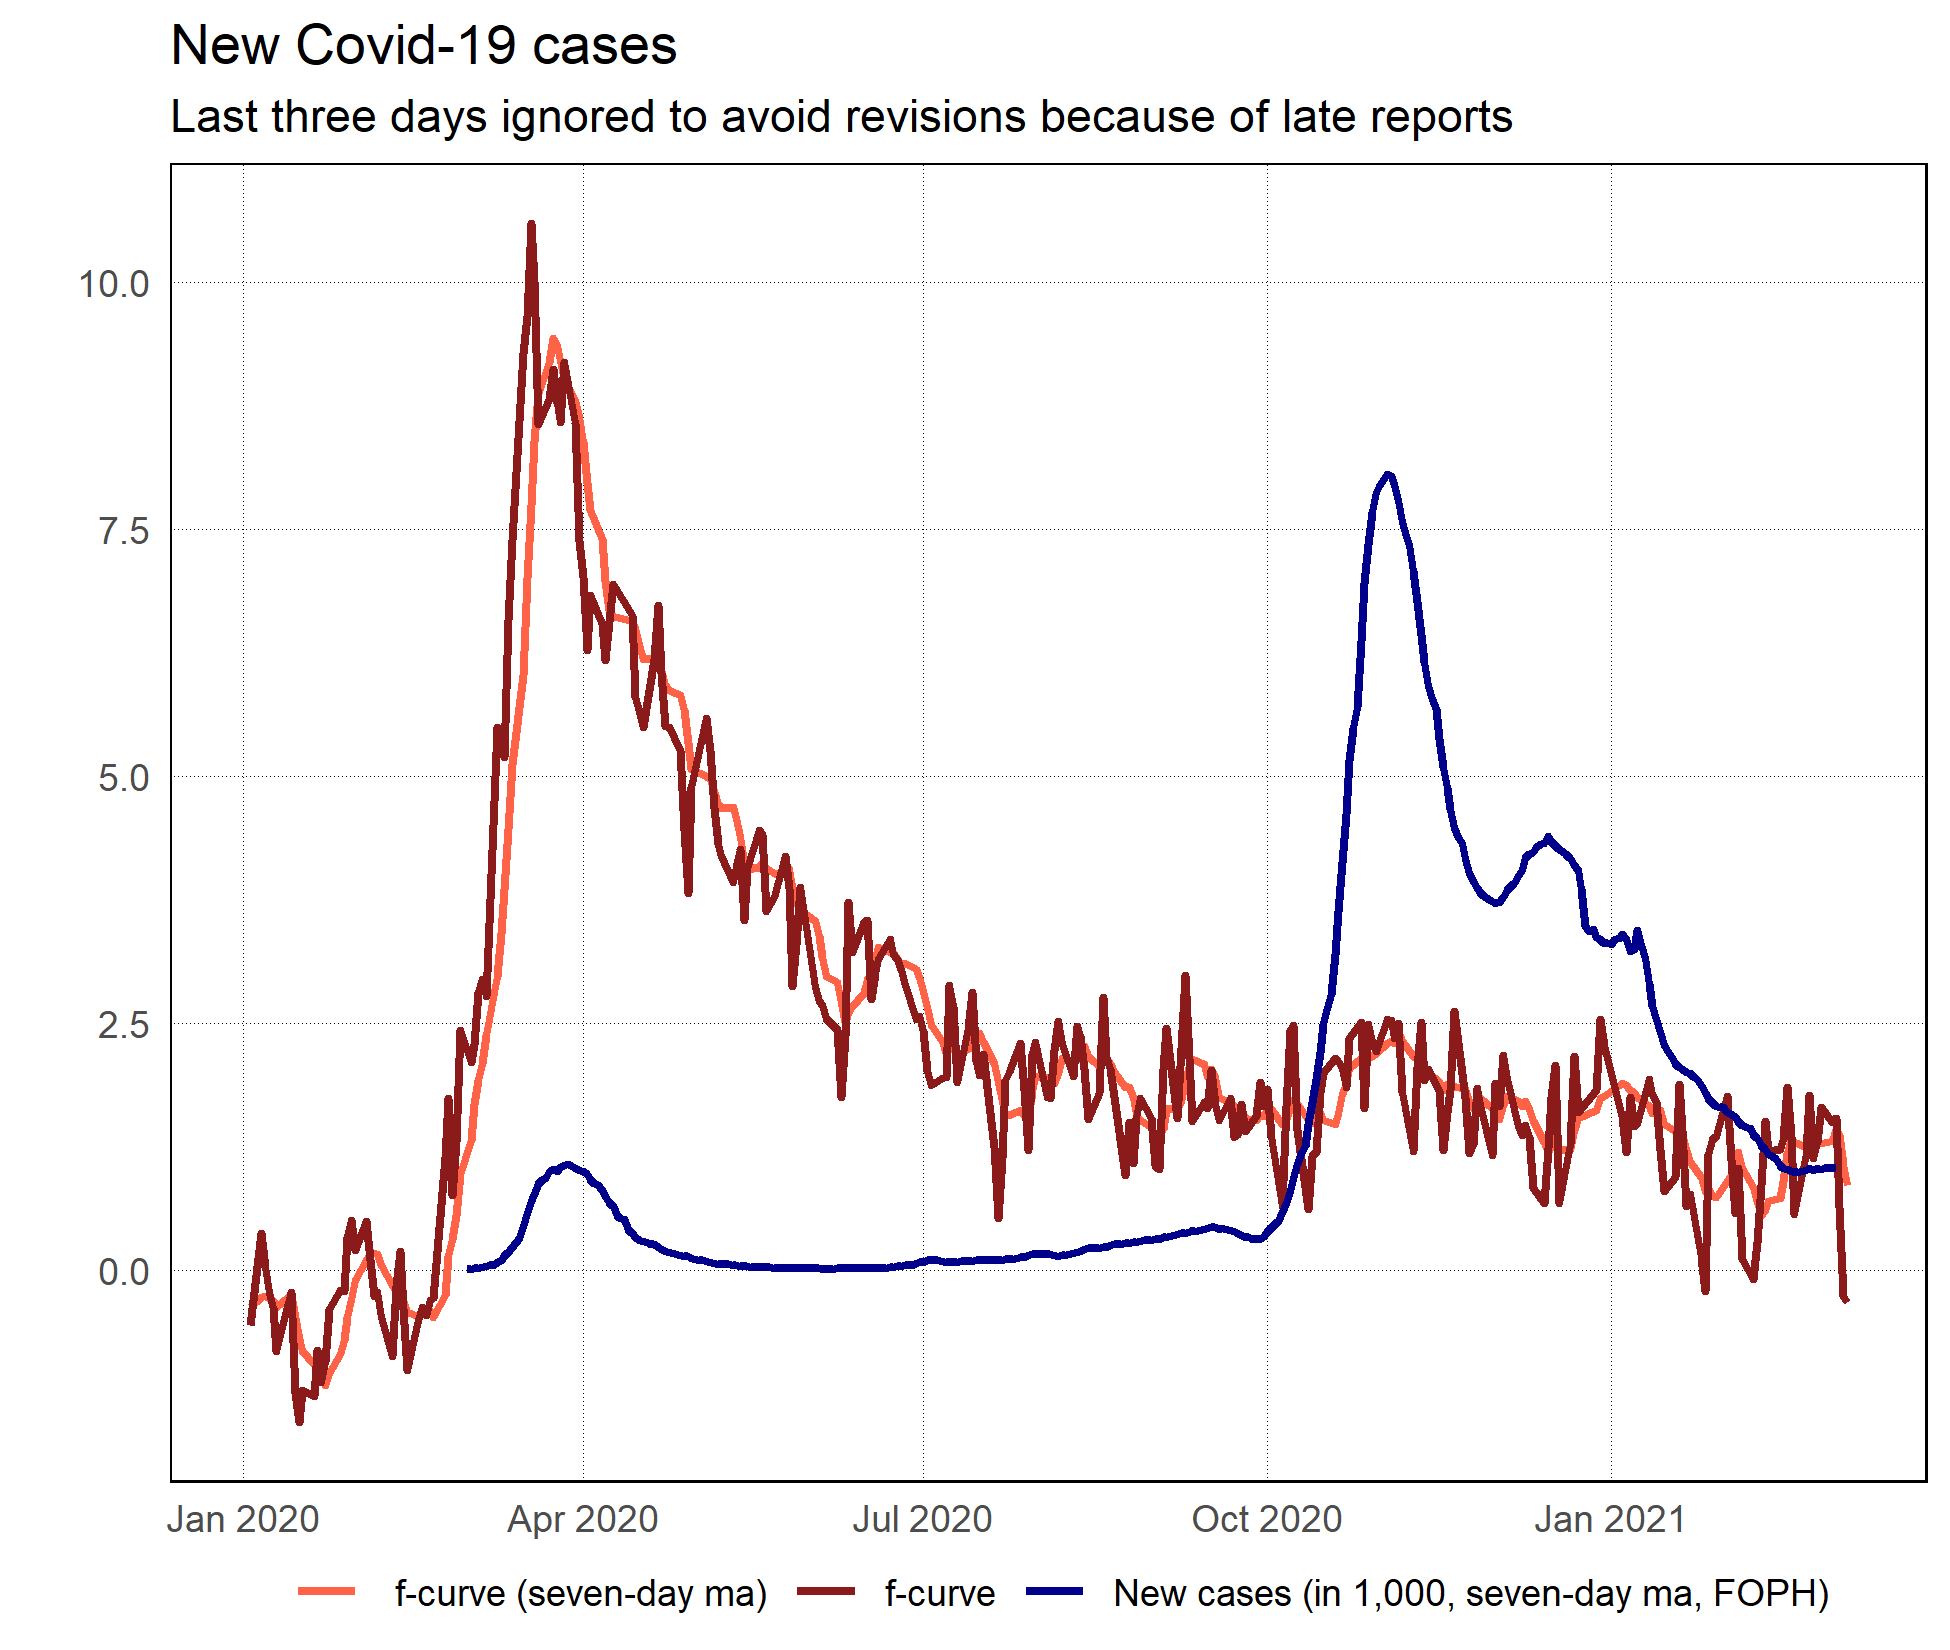 New Covid-19 cases
Last three days ignored to avoid revisions because of late reports
10.0
7.5
5.0
2.5
0.0
Jan 2020 Apr 2020 Jul 2020 Oct 2020 Jan 2021
f-curve (seven-day ma) f-curve New cases (in 1,000, seven-day ma, FOPH)